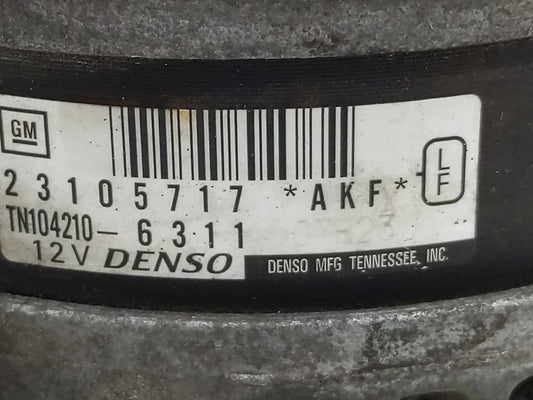 GM
23105717 *AKF*
LF
TN104210-6311
12V DENSO
DENSO MFG TENNESSEE, INC.